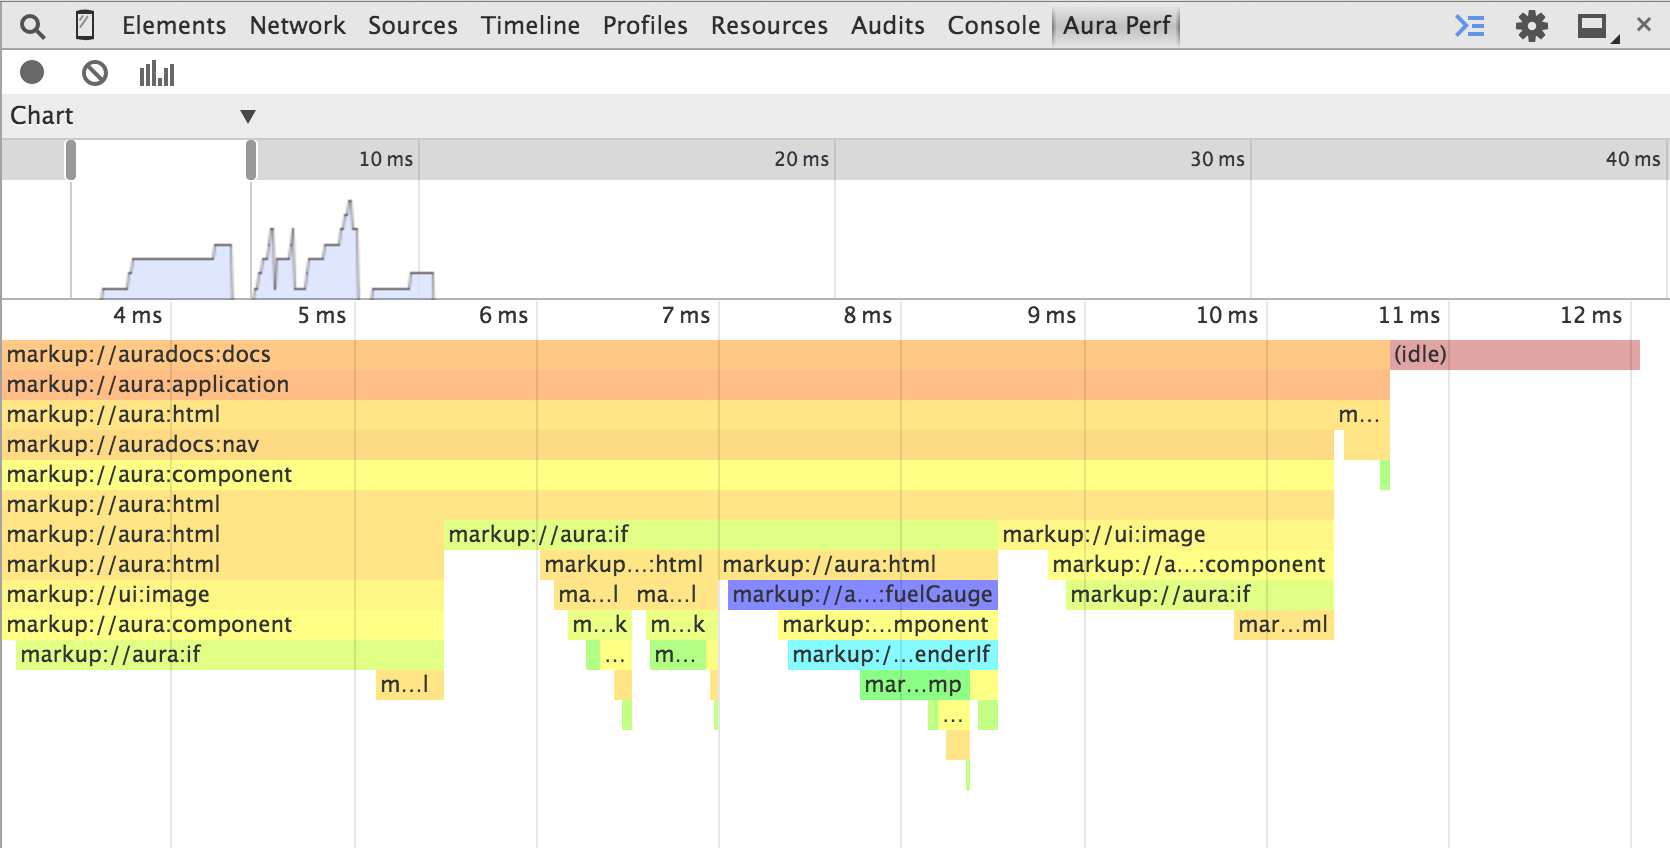 Elements Network Sources Timeline Profiles Resources Audits Console Aura Perf
Chart
10 ms 20 ms 30 ms 40 ms
4 ms 5 ms 6 ms 7 ms 8 ms 9 ms 10 ms 11 ms 12 ms
markup://auradocs:docs (idle)
markup://aura:application
markup://aura:html m...
markup://auradocs:nav
markup://aura:component
markup://aura:html
markup://aura:html markup://aura:if markup://ui:image
markup://aura:html markup...:html markup://aura:html markup://a...:component
markup://ui:image ma...l ma...l markup://a...:fuelGauge markup://aura:if
markup://aura:component m...k m...k markup:...mponent mar...ml
markup://aura:if ... m... markup:/...enderIf
m...l mar...mp
...